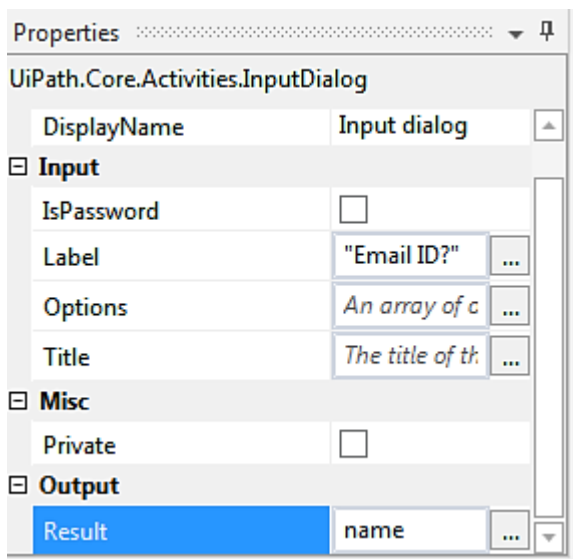 Properties
UiPath.Core.Activities.InputDialog
DisplayName Input dialog
Input
IsPassword
Label "Email ID?" ...
Options An array of o ...
Title The title of th ...
Misc
Private
Output
Result name ...